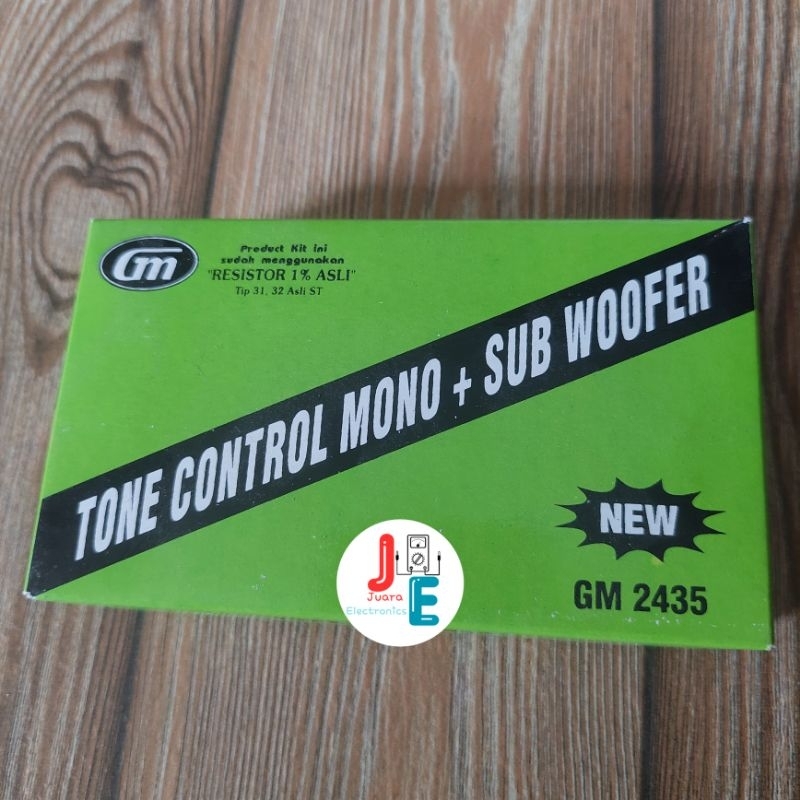 Gm
Product Kit ini
sudah menggunakan
"RESISTOR 1% ASLI"
Tip 31, 32 Asli ST
TONE CONTROL MONO + SUB WOOFER
NEW
GM 2435
J E
Juara
Electronics